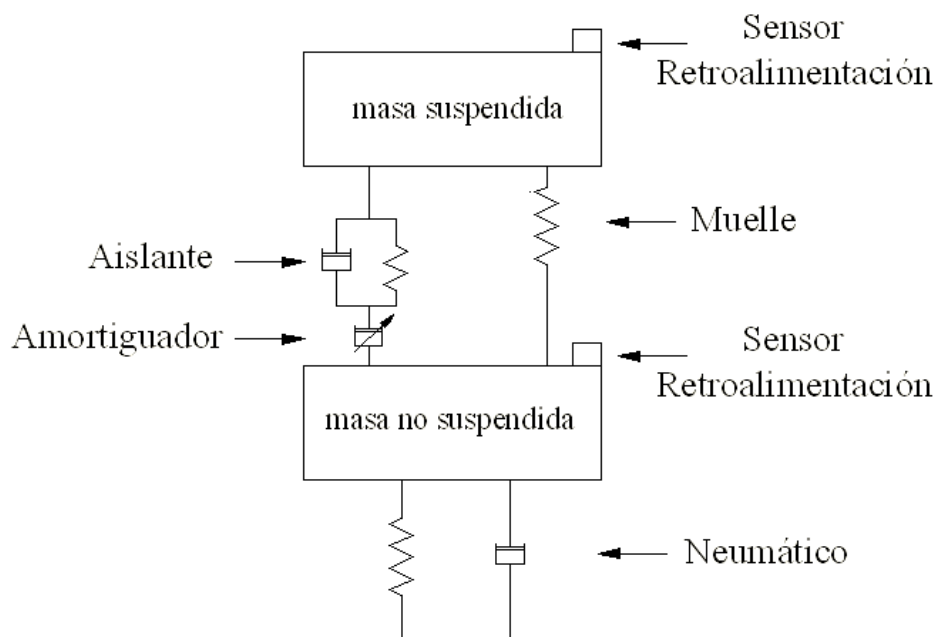 Sensor
Retroalimentación
masa suspendida
Muelle
Aislante
Amortiguador
Sensor
Retroalimentación
masa no suspendida
Neumático